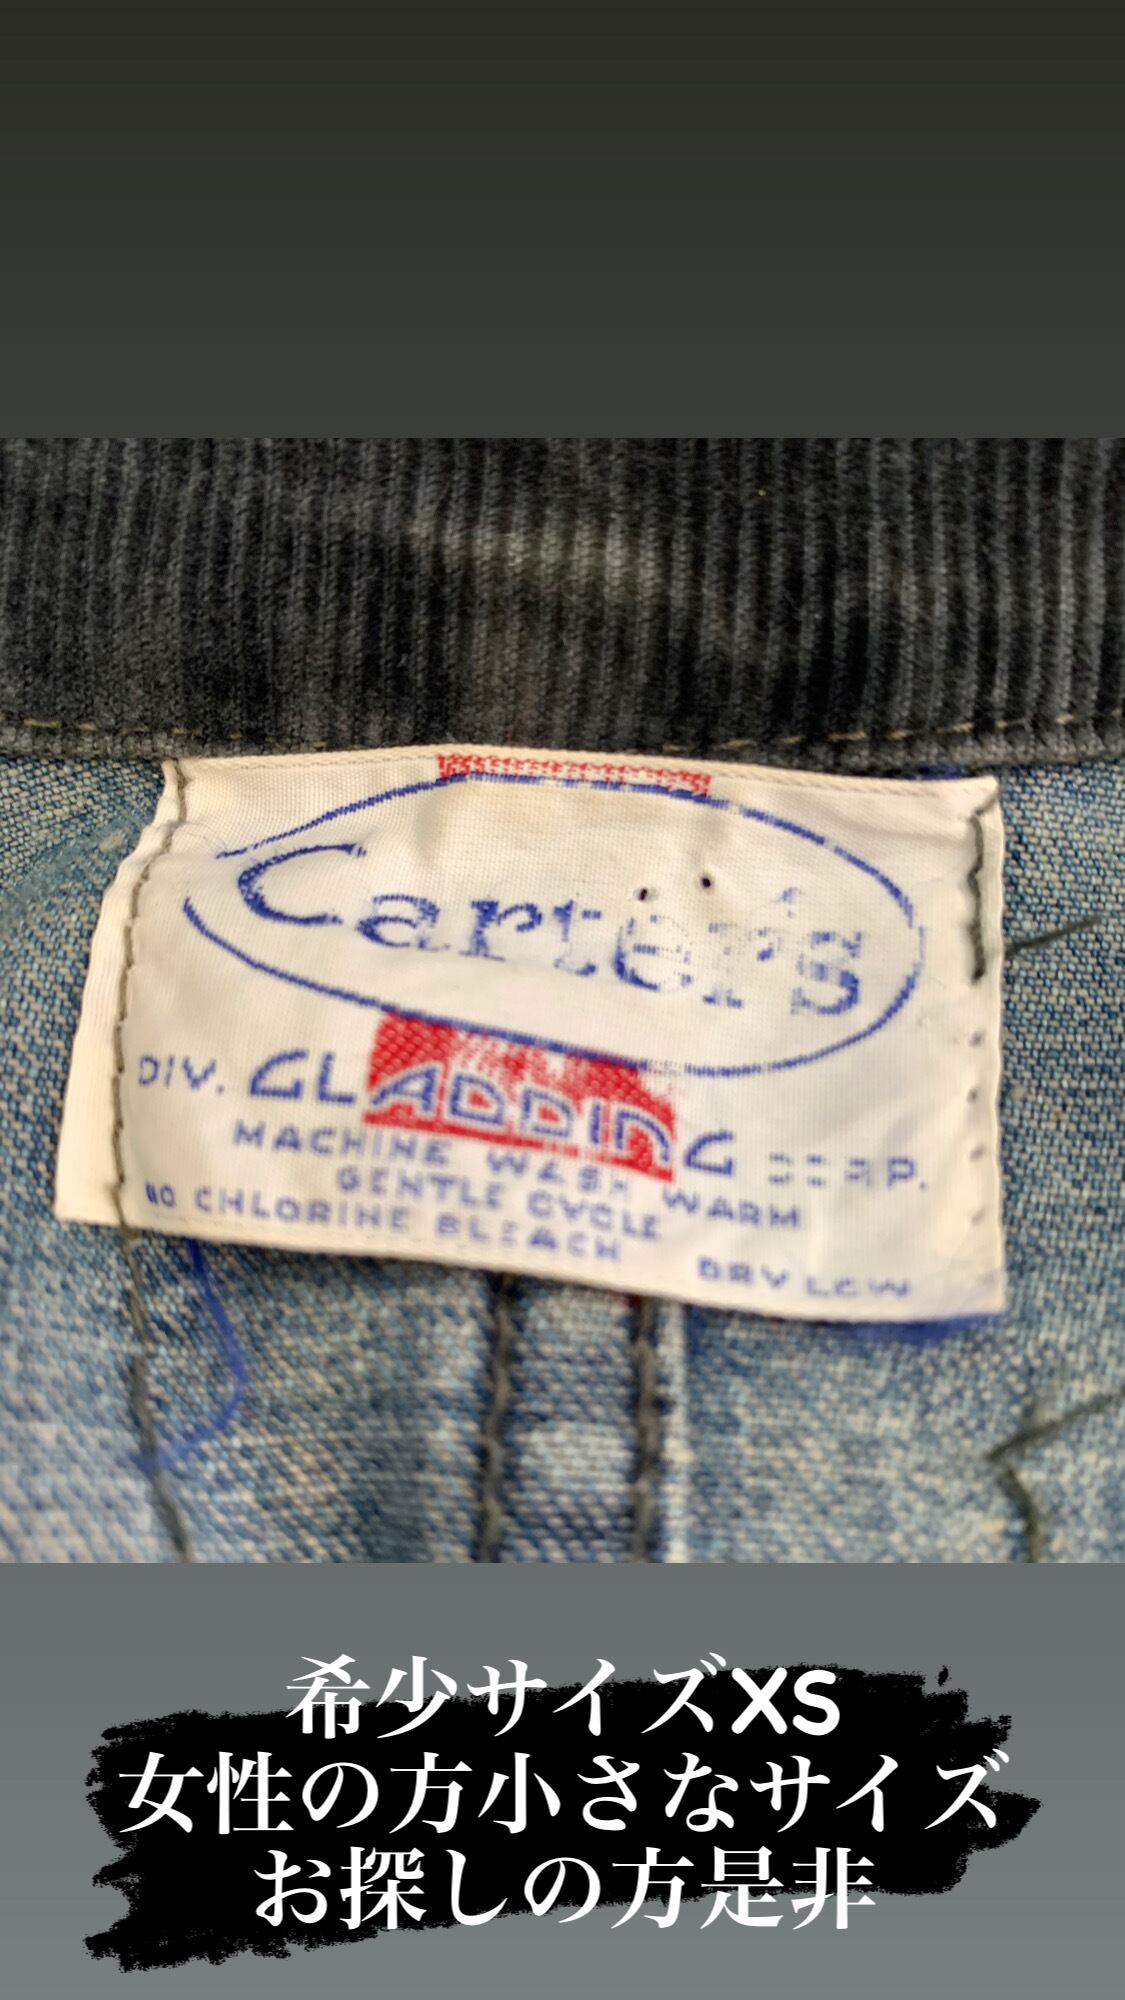 Carter's
DIV. GLADDING CORP.
MACHINE WASH WARM
GENTLE CYCLE
NO CHLORINE BLEACH DRY LOW
希少サイズXS
女性の方小さなサイズ
お探しの方是非